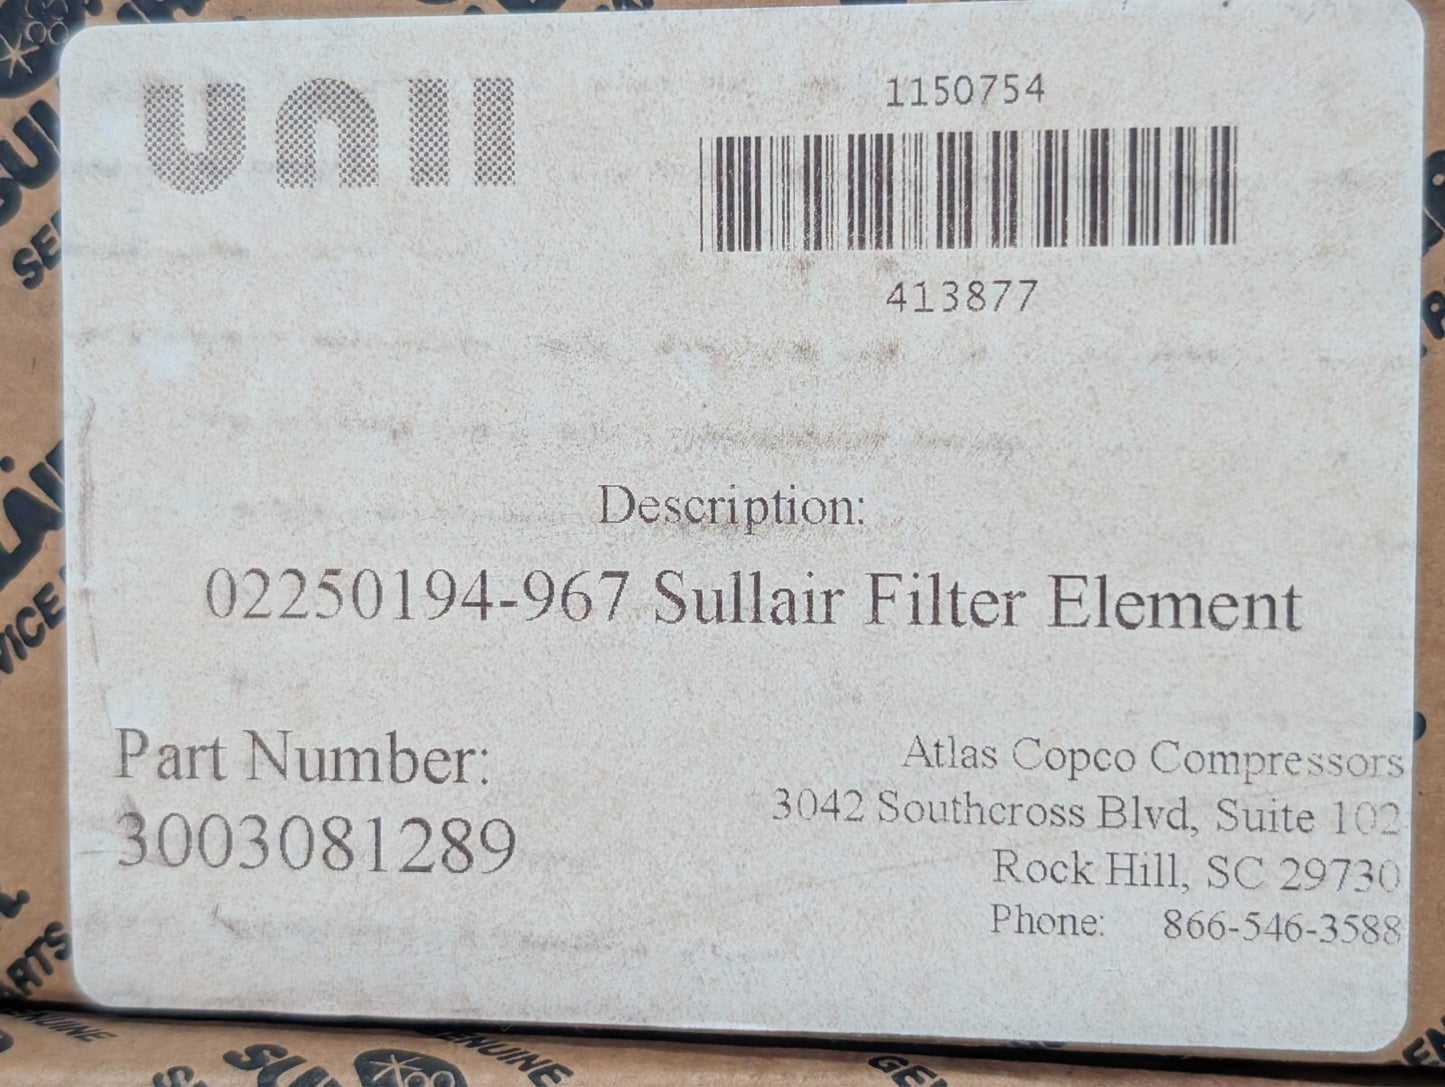 UNII
1150754
413877
Description:
02250194-967 Sullair Filter Element
Part Number:
3003081289
Atlas Copco Compressors
3042 Southcross Blvd, Suite 102
Rock Hill, SC 29730
Phone: 866-546-3588